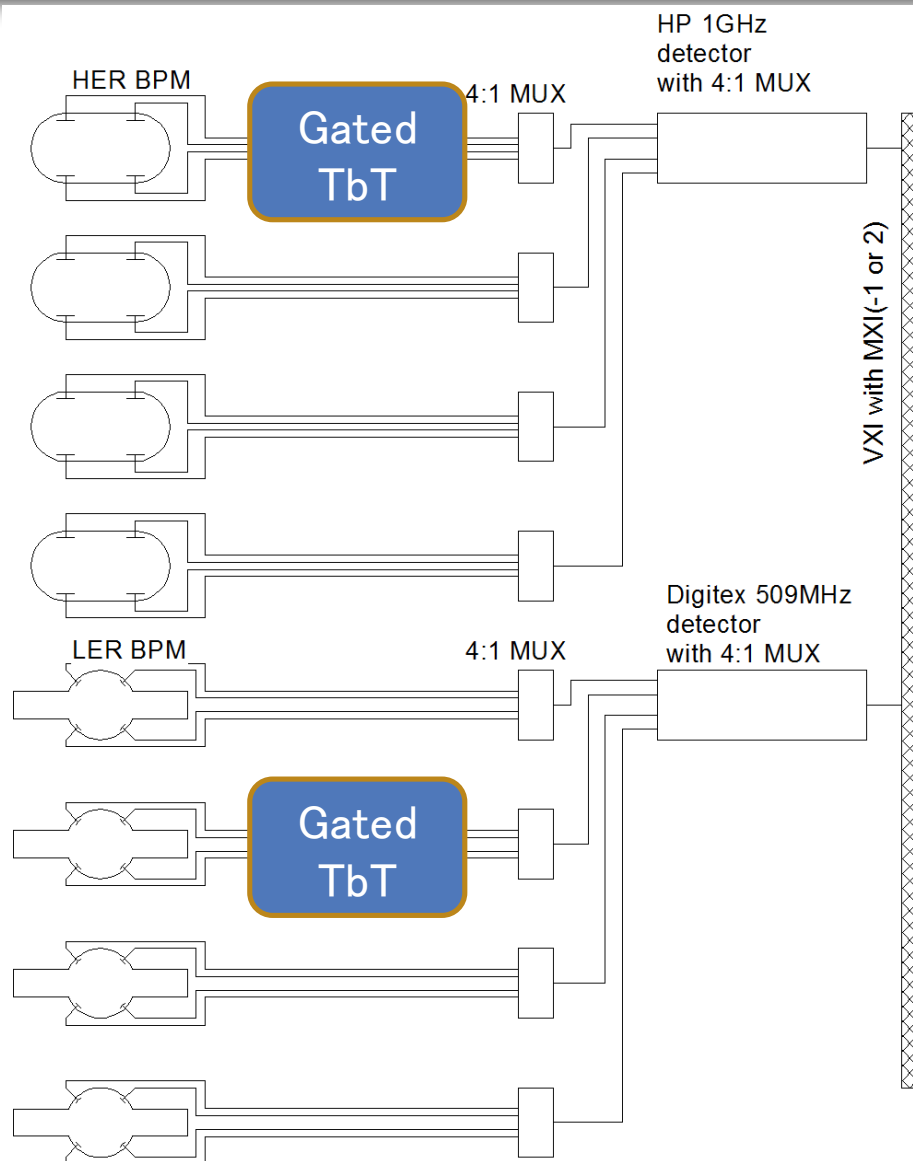 HP 1GHz
detector
with 4:1 MUX
HER BPM
4:1 MUX
Gated
TbT
VXI with MXI(-1 or 2)
Digitex 509MHz
detector
with 4:1 MUX
LER BPM
4:1 MUX
Gated
TbT